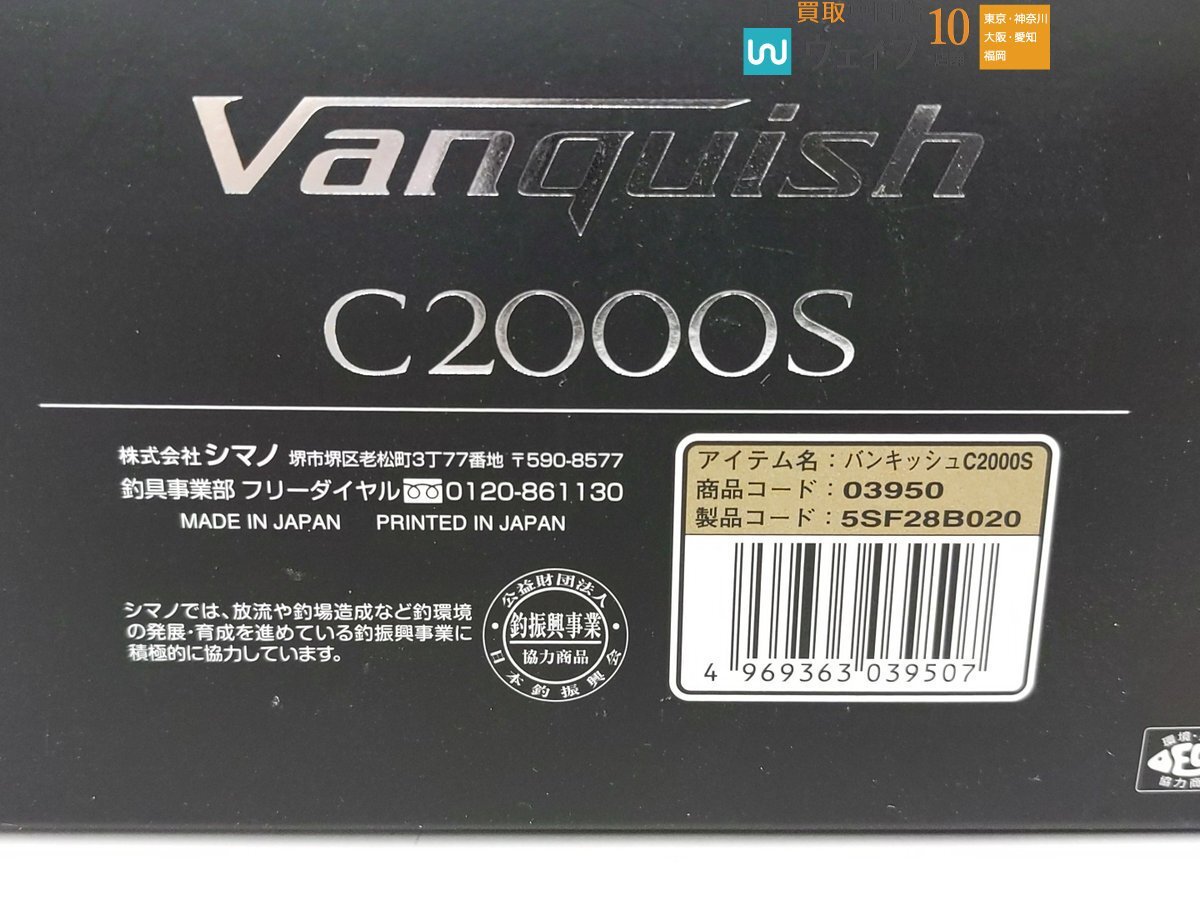 買取
10
東京・神奈川
大阪・愛知
福岡
ウェイブ
Vanquish
C2000S
株式会社シマノ 堺市堺区老松町3丁77番地 〒590-8577
釣具事業部 フリーダイヤル 0120-861130
MADE IN JAPAN PRINTED IN JAPAN
シマノでは、放流や釣場造成など釣環境
の発展・育成を進めている釣振興事業に
積極的に協力しています。
公益財団法人
釣振興事業
協力商品
日本釣振興会
アイテム名:バンキッシュC2000S
商品コード:03950
製品コード:5SF28B020
4 969363 039507
環境・
協力商